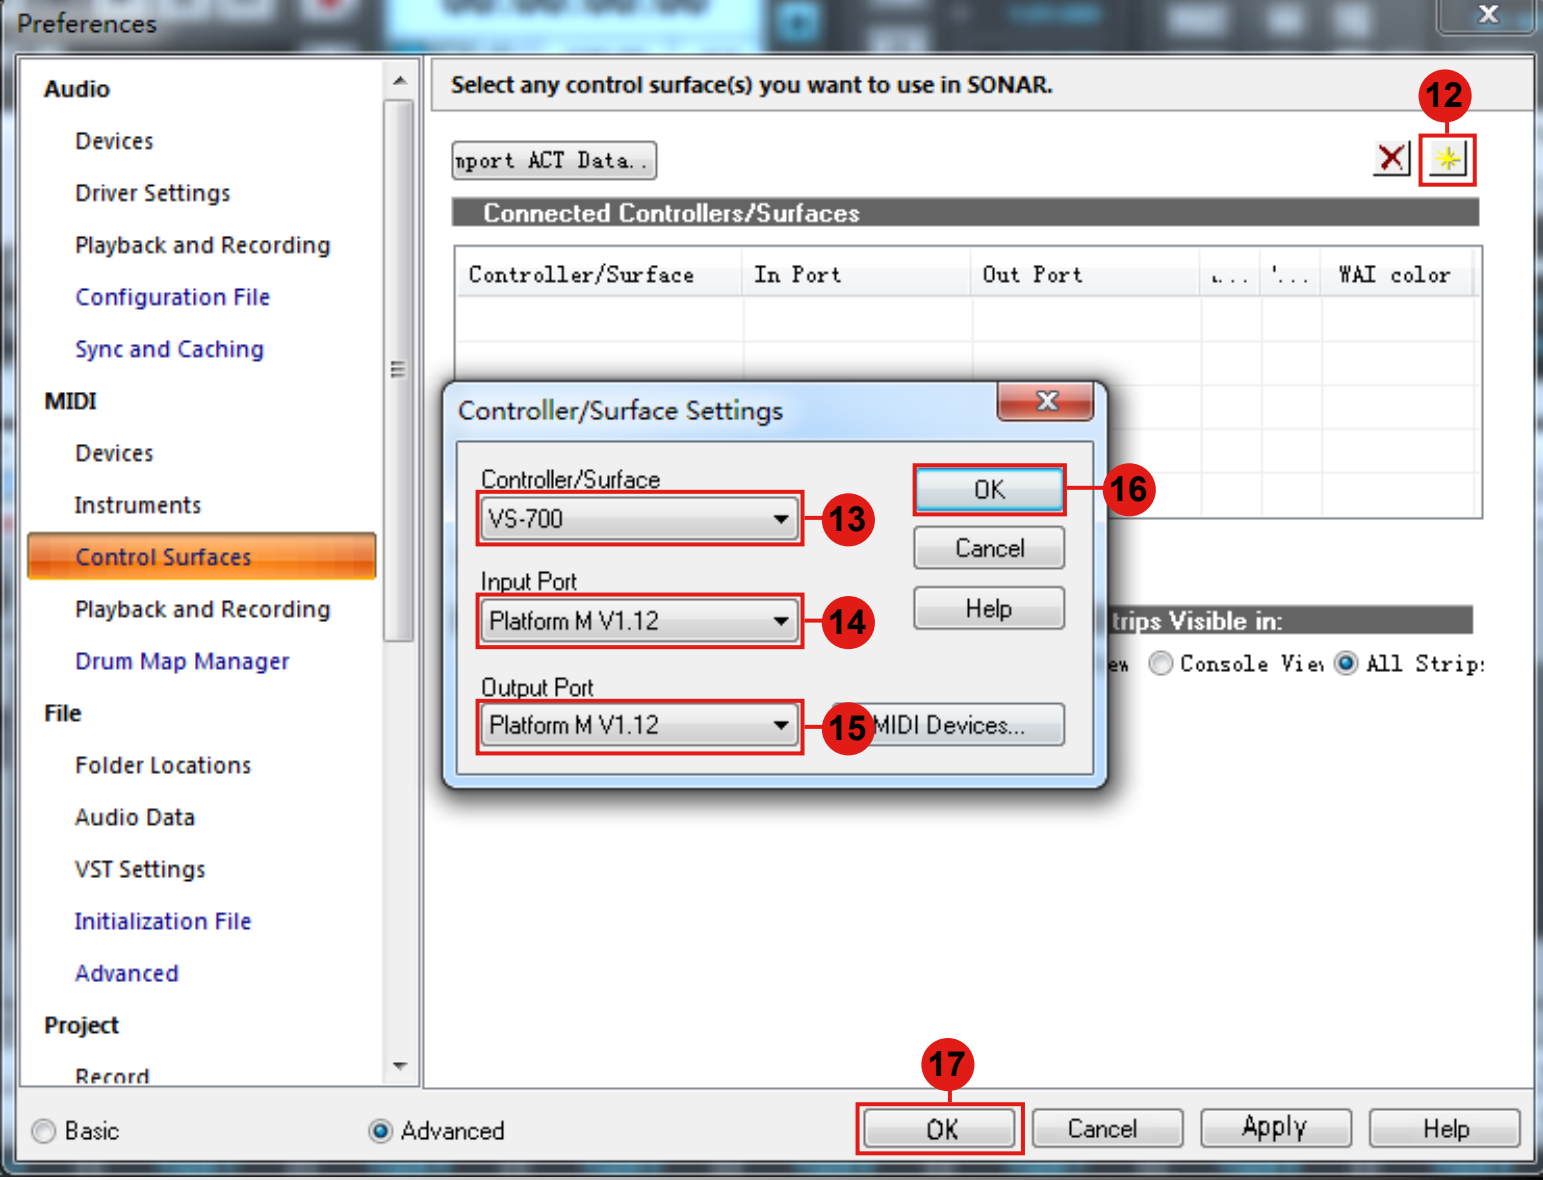 Preferences
X
Audio
Devices
Driver Settings
Playback and Recording
Configuration File
Sync and Caching
MIDI
Devices
Instruments
Control Surfaces
Playback and Recording
Drum Map Manager
File
Folder Locations
Audio Data
VST Settings
Initialization File
Advanced
Project
Record
Basic
Advanced
Select any control surface(s) you want to use in SONAR.
12
mport ACT Data..
Connected Controllers/Surfaces
Controller/Surface In Port Out Port ... '... WAI color
Controller/Surface Settings
X
Controller/Surface
VS-700
13
OK
16
Cancel
Input Port
Platform M V1.12
14
Help
Output Port
Platform M V1.12
15
MIDI Devices...
trips Visible in:
ew Console Vie All Strip
17
OK
Cancel
Apply
Help